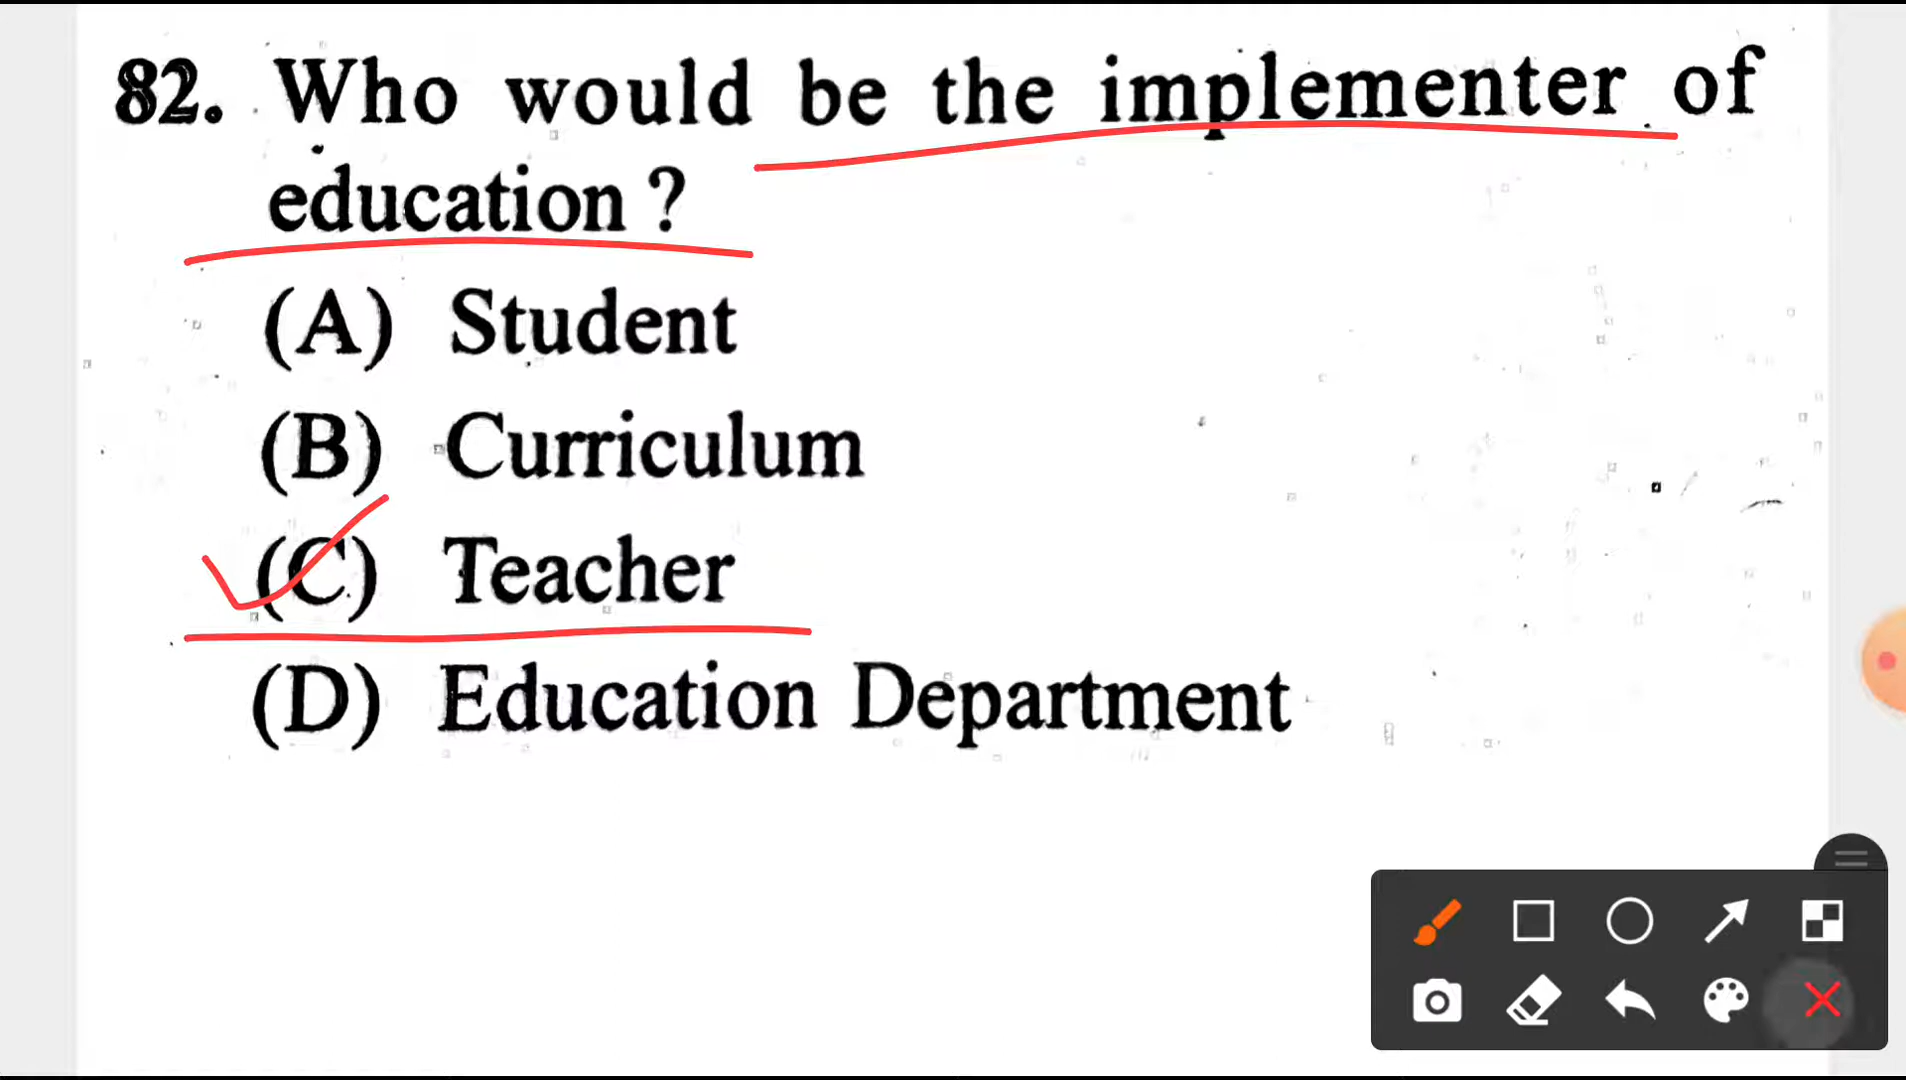 82. Who would be the implementer of
education ?
(A) Student
(B) Curriculum
(C) Teacher
(D) Education Department